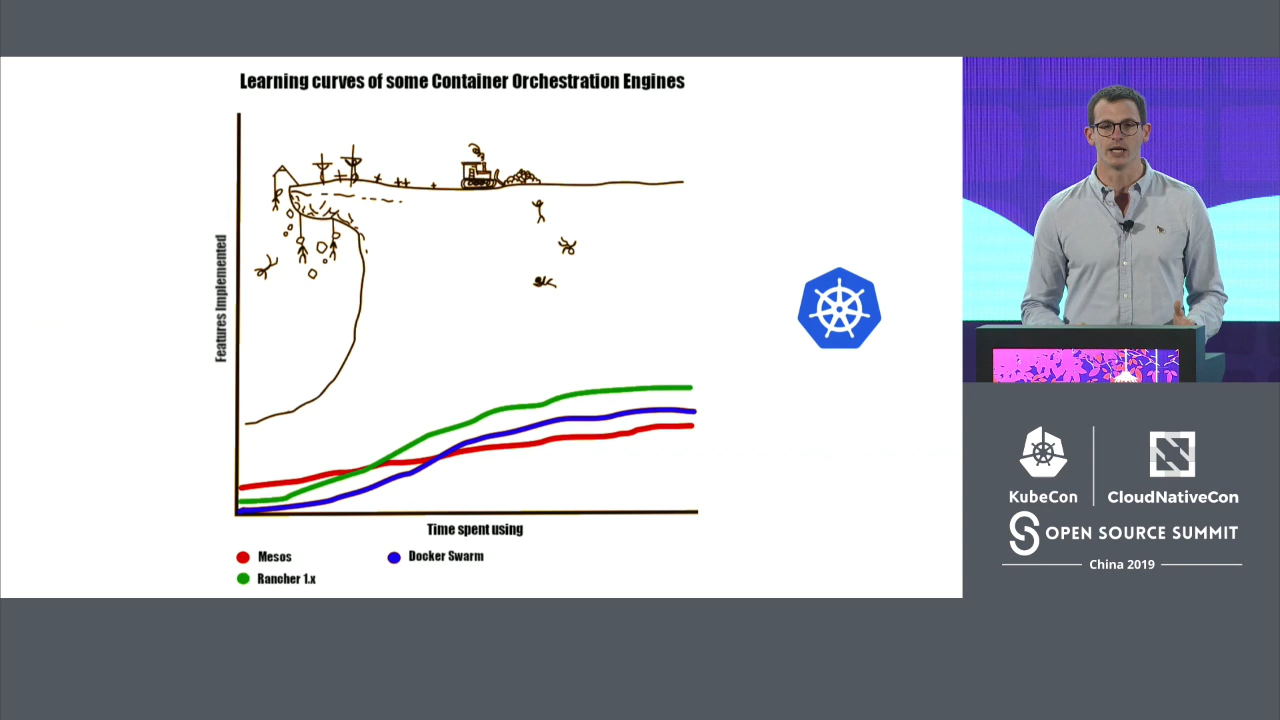 Learning curves of some Container Orchestration Engines
Features Implemented
Time spent using
Mesos
Docker Swarm
Rancher 1.x
KubeCon
CloudNativeCon
OPEN SOURCE SUMMIT
China 2019